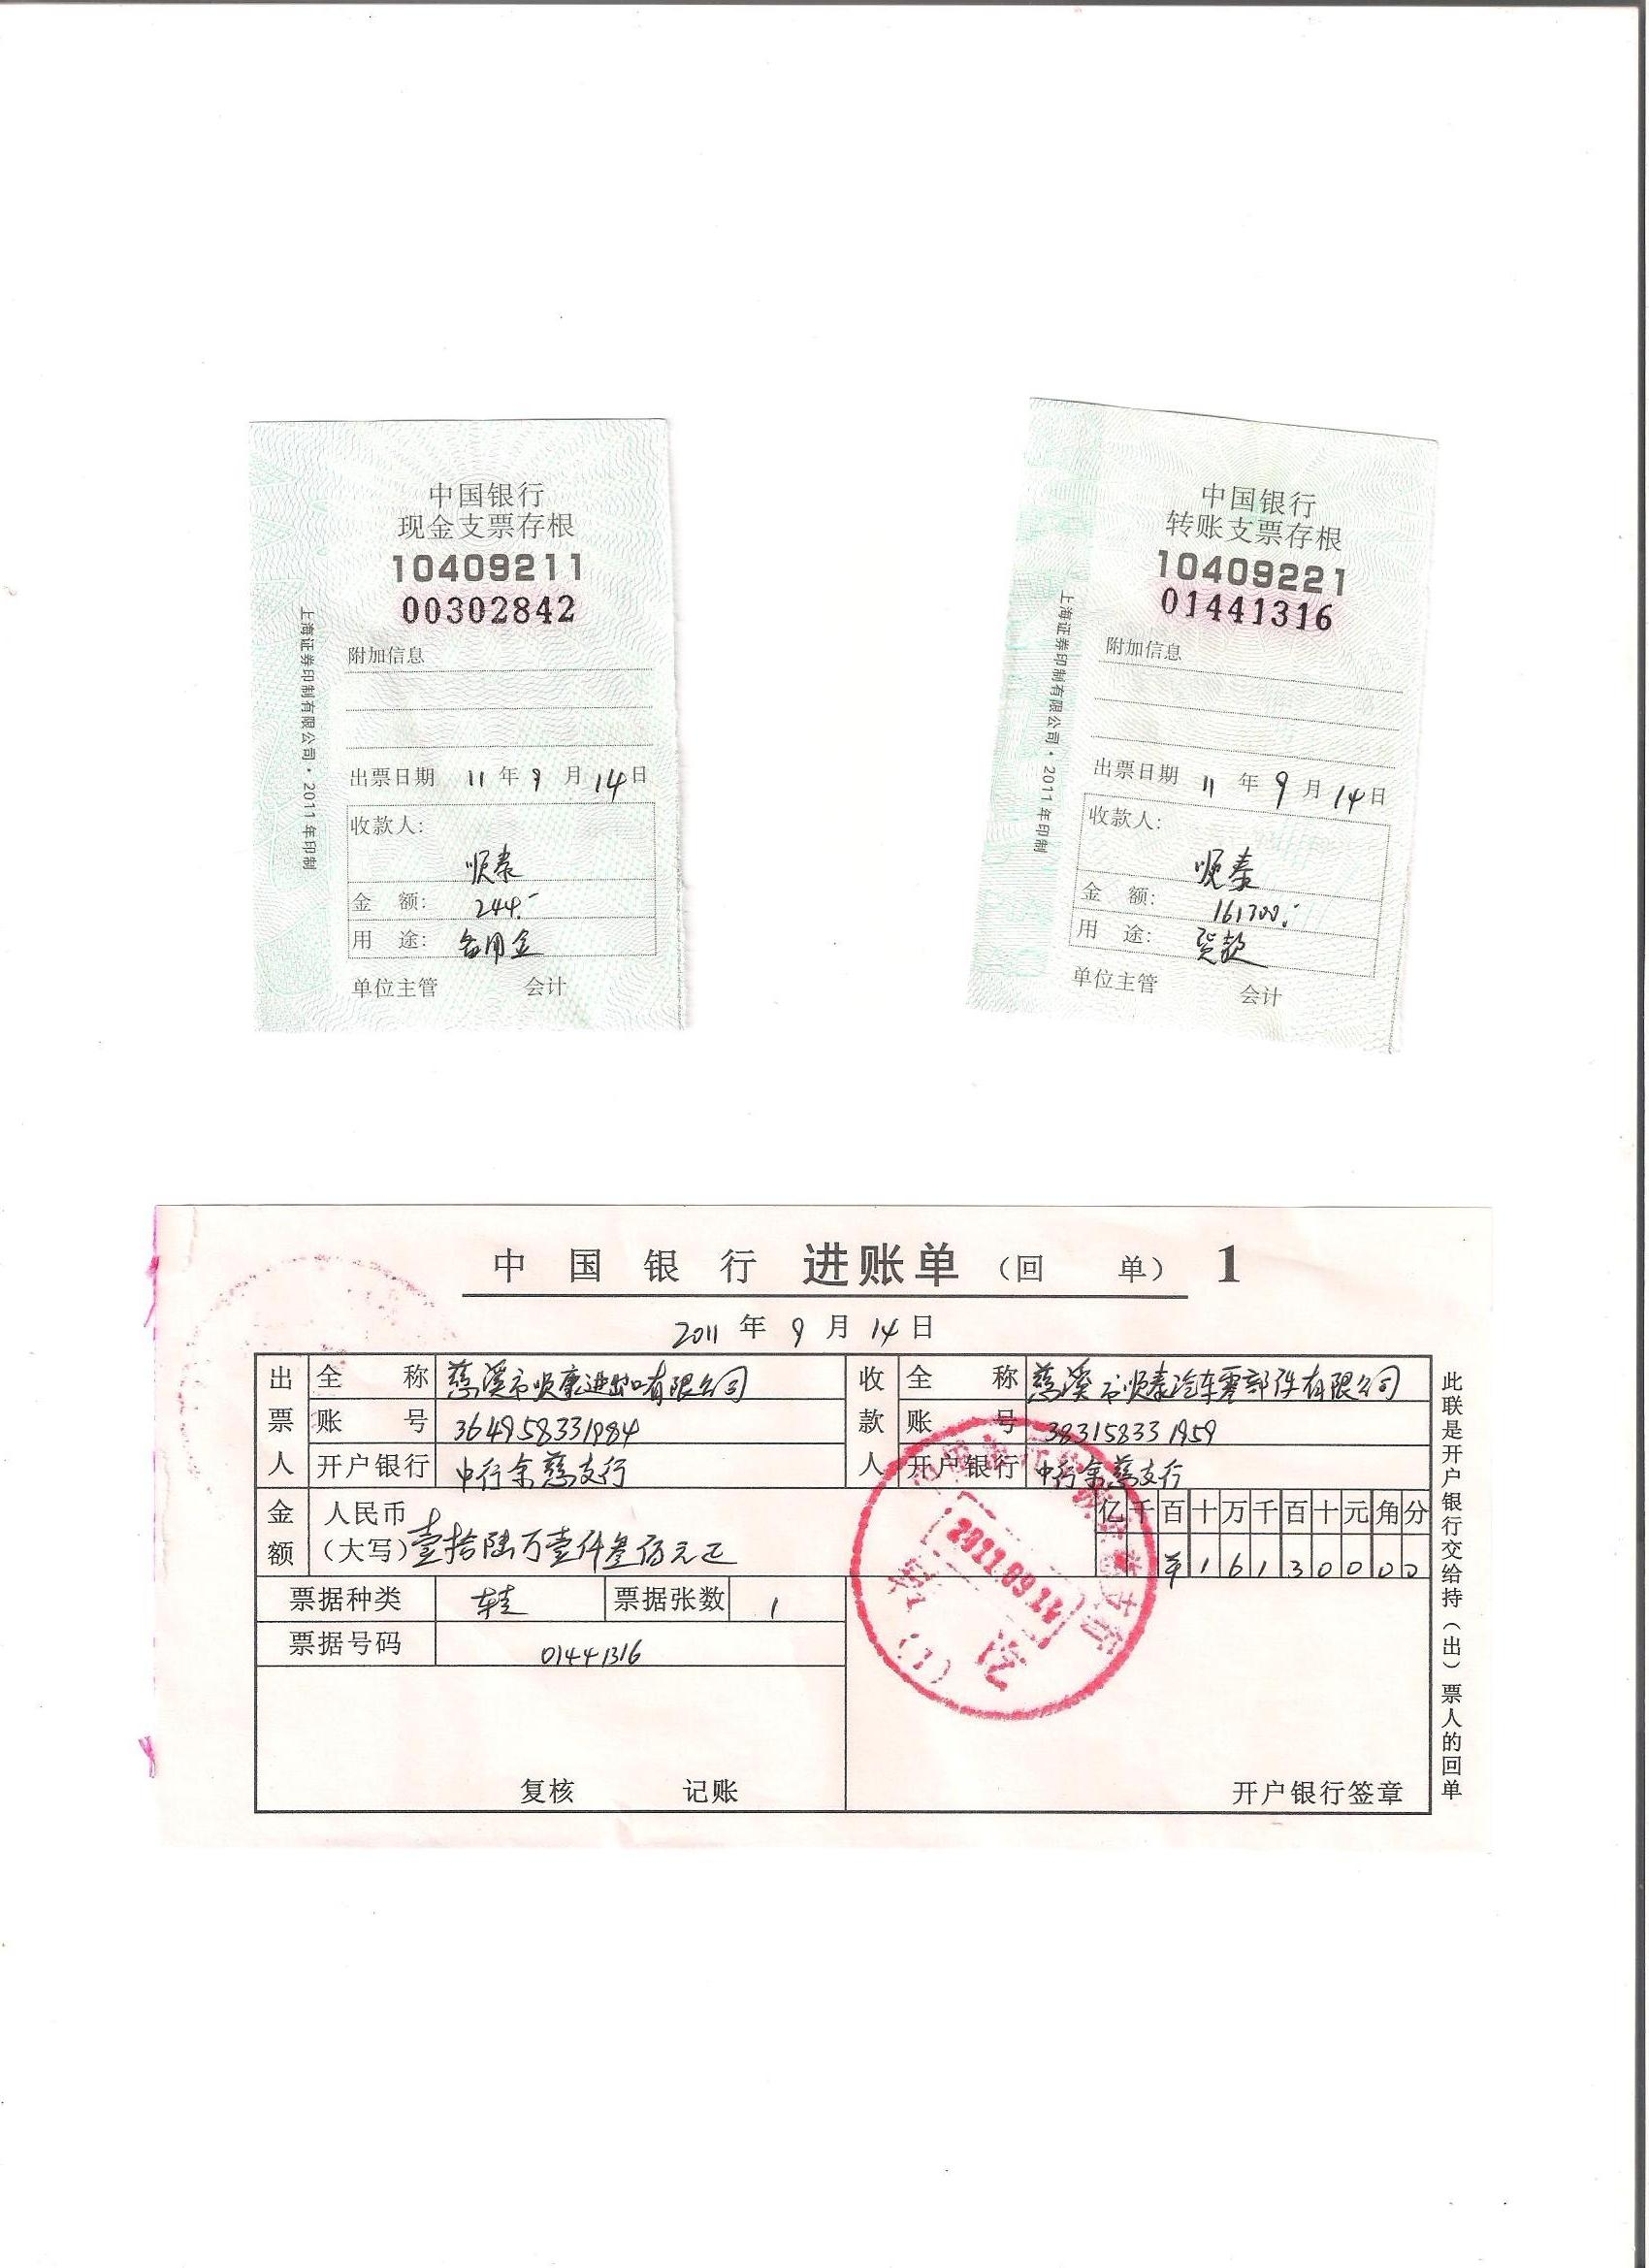 中国银行
现金支票存根
10409211
00302842
附加信息
出票日期 11 年 9 月 14 日
收款人:
顺泰
金 额: 244.-
用 途: 备用金
单位主管 会计
上海证券印制有限公司·2011年印制
中国银行
转账支票存根
10409221
01441316
附加信息
出票日期 11 年 9 月 14 日
收款人:
顺泰
金 额: 161300.-
用 途: 货款
单位主管 会计
上海证券印制有限公司·2011年印制
中 国 银 行 进账单 (回 单) 1
2011 年 9 月 14 日
出票人 全 称 慈溪市顺康进出口有限公司 收款人 全 称 慈溪市顺泰汽车零部件有限公司
账 号 364958331984 账 号 383158331959
开户银行 中行余慈支行 开户银行 中行余慈支行
金额 人民币 亿 千 百 十 万 千 百 十 元 角 分
(大写) 壹拾陆万壹仟叁佰元正 ¥ 1 6 1 3 0 0 0 0
票据种类 转支 票据张数 1
票据号码 01441316
复核 记账 开户银行签章
此联是开户银行交给持(出)票人的回单
2011.09.14
(1)